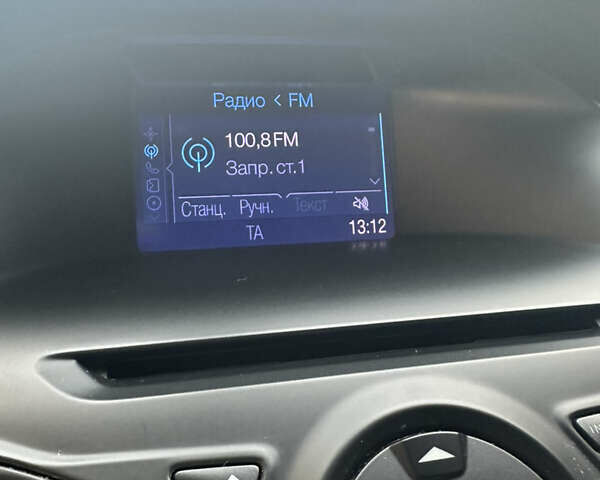 Радио < FM
100,8 FM
Запр.ст.1
Станц. Ручн. Текст
TA 13:12